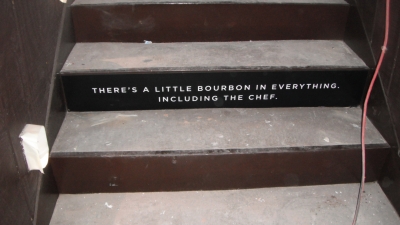 THERE'S A LITTLE BOURBON IN EVERYTHING.
INCLUDING THE CHEF.